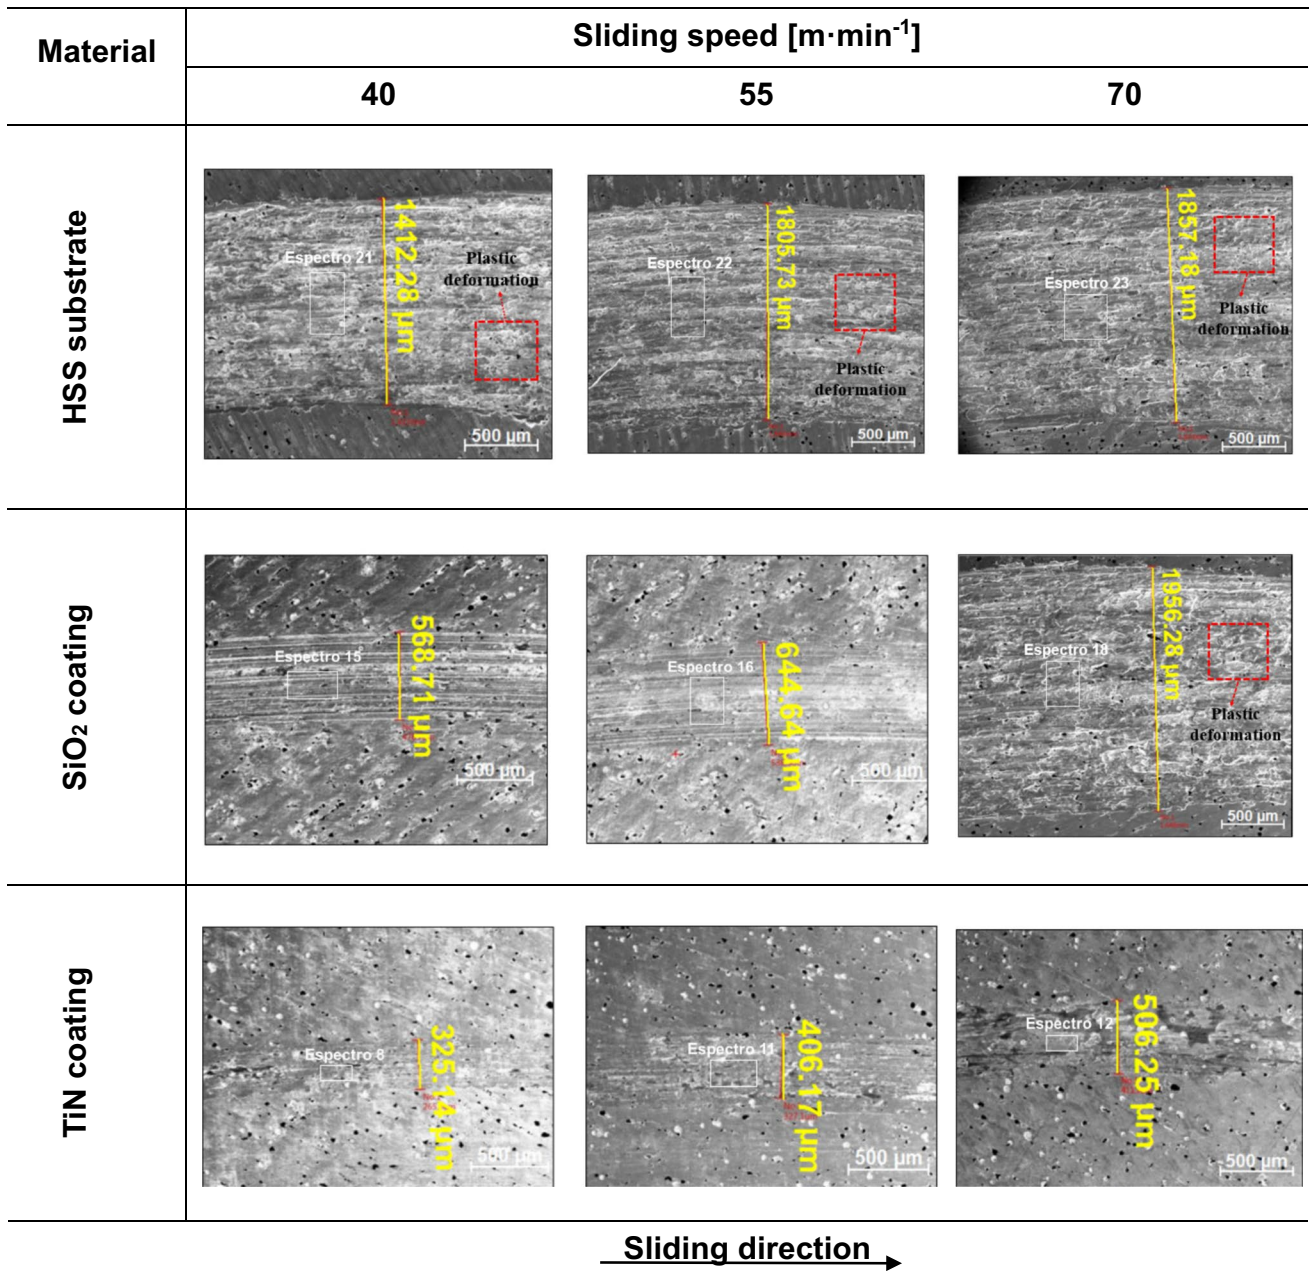 Material
Sliding speed [m·min⁻¹]
40
55
70
HSS substrate
1412.28 µm
Espectro 21
Plastic
deformation
500 µm
1805.73 µm
Espectro 22
Plastic
deformation
500 µm
1857.18 µm
Espectro 23
Plastic
deformation
500 µm
SiO₂ coating
568.71 µm
Espectro 15
500 µm
644.64 µm
Espectro 16
500 µm
1956.28 µm
Espectro 18
Plastic
deformation
500 µm
TiN coating
325.14 µm
Espectro 8
500 µm
406.17 µm
Espectro 11
500 µm
506.25 µm
Espectro 12
500 µm
Sliding direction